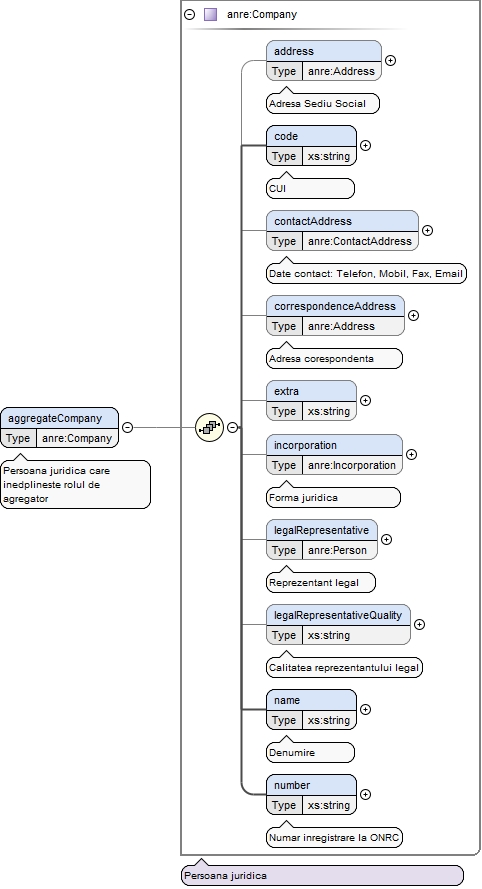 anre:Company
address
Type anre:Address
Adresa Sediu Social
code
Type xs:string
CUI
contactAddress
Type anre:ContactAddress
Date contact: Telefon, Mobil, Fax, Email
correspondenceAddress
Type anre:Address
Adresa corespondenta
extra
Type xs:string
aggregateCompany
Type anre:Company
Persoana juridica care
inedplineste rolul de
agregator
incorporation
Type anre:Incorporation
Forma juridica
legalRepresentative
Type anre:Person
Reprezentant legal
legalRepresentativeQuality
Type xs:string
Calitatea reprezentantului legal
name
Type xs:string
Denumire
number
Type xs:string
Numar inregistrare la ONRC
Persoana juridica